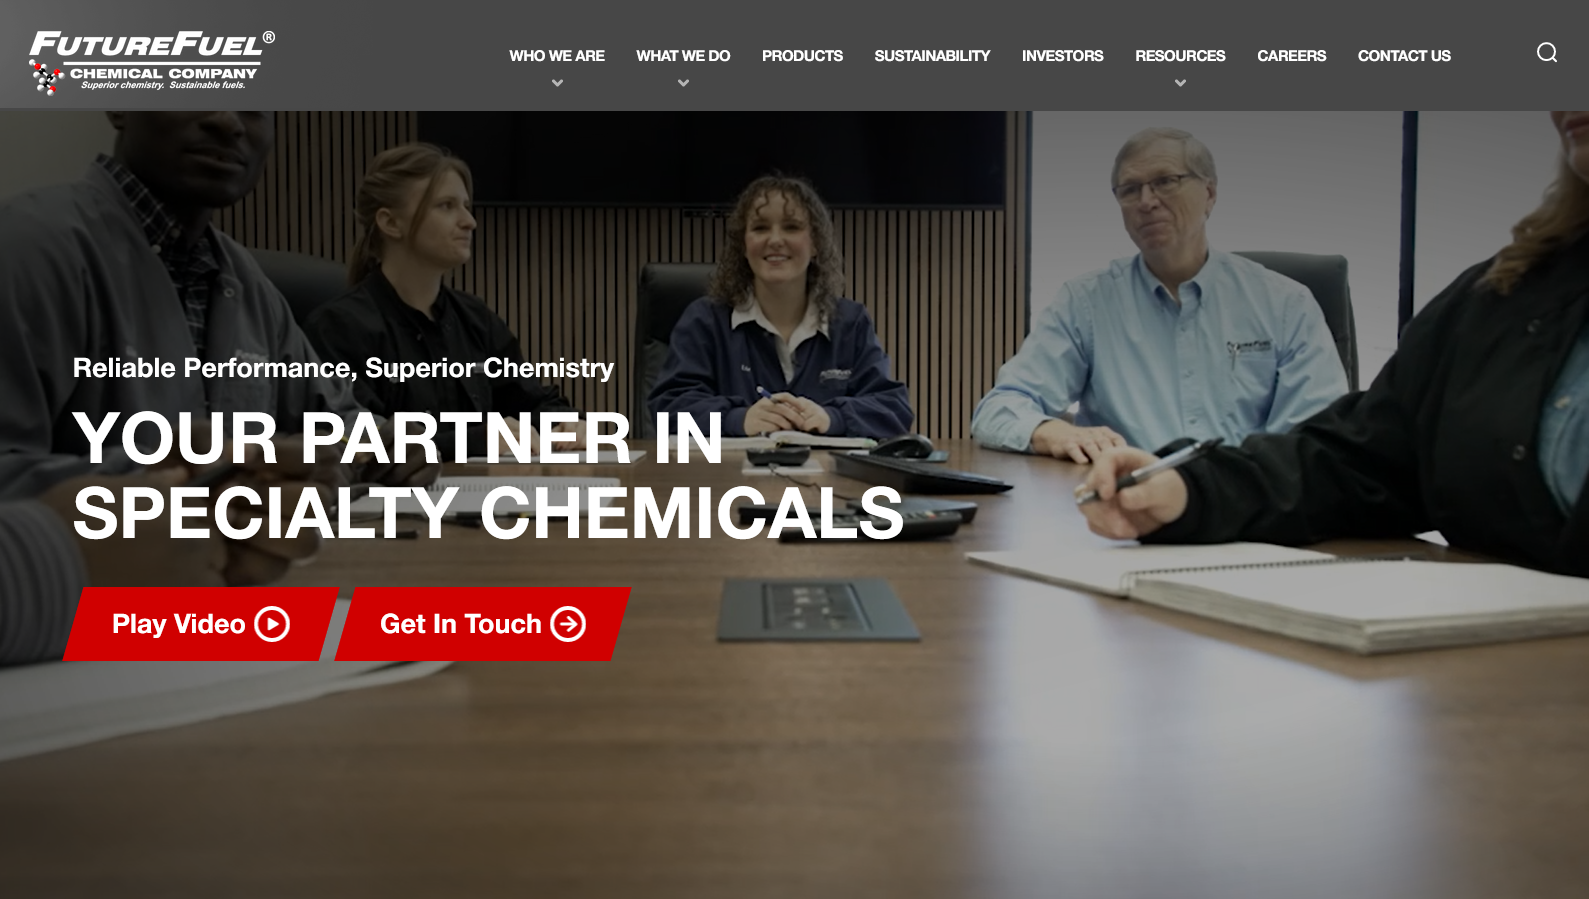 FUTUREFUEL®
CHEMICAL COMPANY
Superior chemistry. Sustainable fuels.
WHO WE ARE
WHAT WE DO
PRODUCTS
SUSTAINABILITY
INVESTORS
RESOURCES
CAREERS
CONTACT US
Reliable Performance, Superior Chemistry
YOUR PARTNER IN
SPECIALTY CHEMICALS
Play Video
Get In Touch